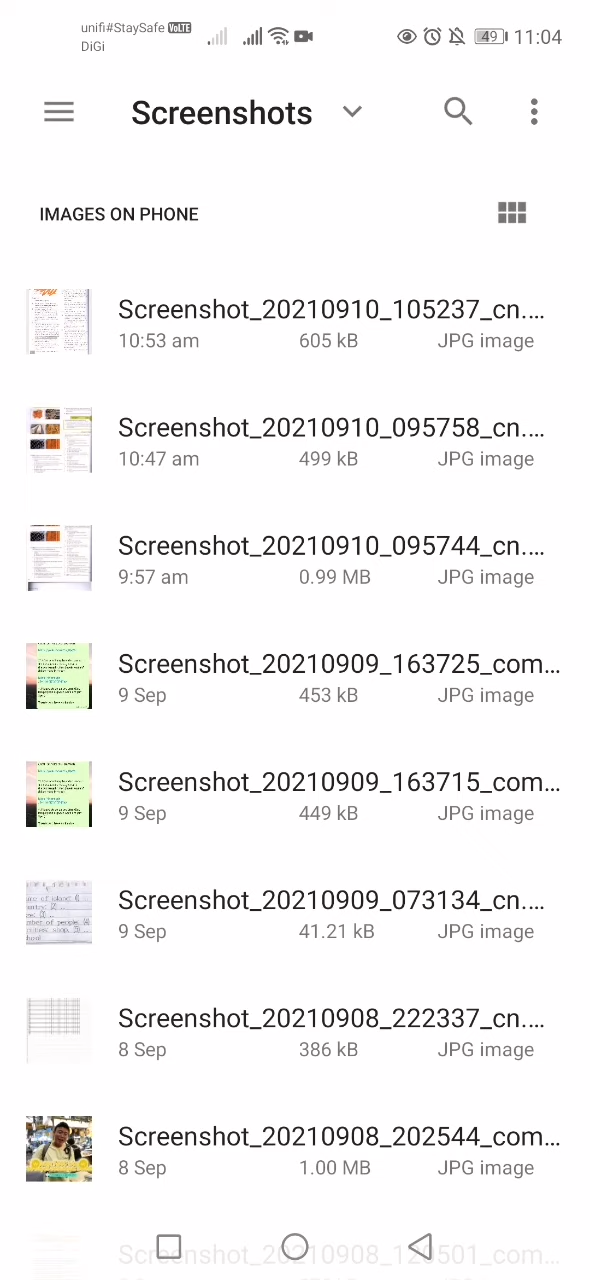 unifi#StaySafe VoLTE
DiGi
49 11:04
Screenshots
IMAGES ON PHONE
Screenshot_20210910_105237_cn....
10:53 am 605 kB JPG image
Screenshot_20210910_095758_cn....
10:47 am 499 kB JPG image
Screenshot_20210910_095744_cn....
9:57 am 0.99 MB JPG image
Screenshot_20210909_163725_com...
9 Sep 453 kB JPG image
Screenshot_20210909_163715_com...
9 Sep 449 kB JPG image
Screenshot_20210909_073134_cn....
9 Sep 41.21 kB JPG image
Screenshot_20210908_222337_cn....
8 Sep 386 kB JPG image
Screenshot_20210908_202544_com...
8 Sep 1.00 MB JPG image
Screenshot_20210908_120501_com...